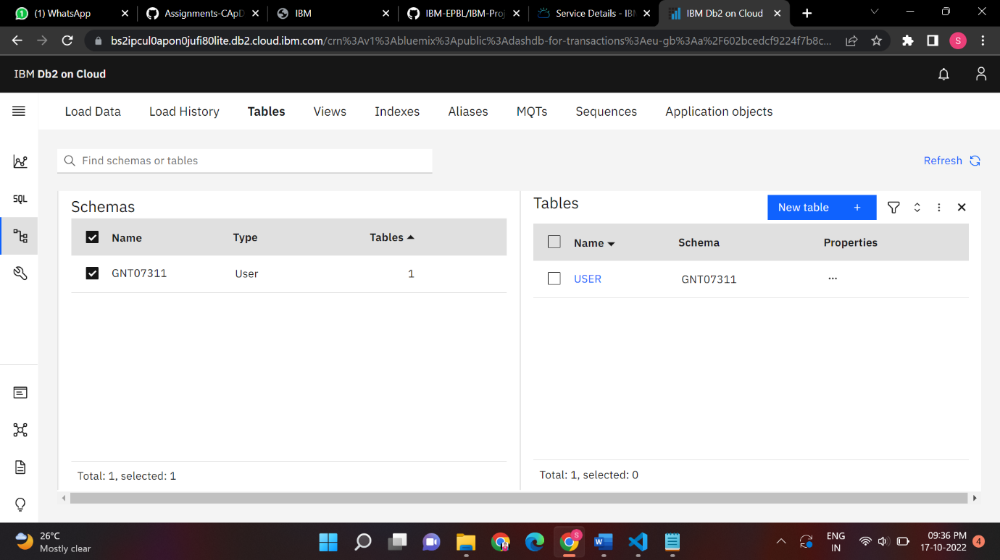 (1) WhatsApp
Assignments-CApD
IBM
IBM-EPBL/IBM-Proj
Service Details - IBM
IBM Db2 on Cloud
bs2ipcul0apon0jufi80lite.db2.cloud.ibm.com/crn%3Av1%3Abluemix%3Apublic%3Adashdb-for-transactions%3Aeu-gb%3Aa%2F602bcedcf9224f7b8c...
S
IBM Db2 on Cloud
Load Data Load History Tables Views Indexes Aliases MQTs Sequences Application objects
SQL
Find schemas or tables
Refresh
Schemas
Name Type Tables
GNT07311 User 1
Total: 1, selected: 1
Tables
New table +
Name Schema Properties
USER GNT07311 ...
Total: 1, selected: 0
26°C
Mostly clear
S
ENG
IN
09:36 PM
17-10-2022
4